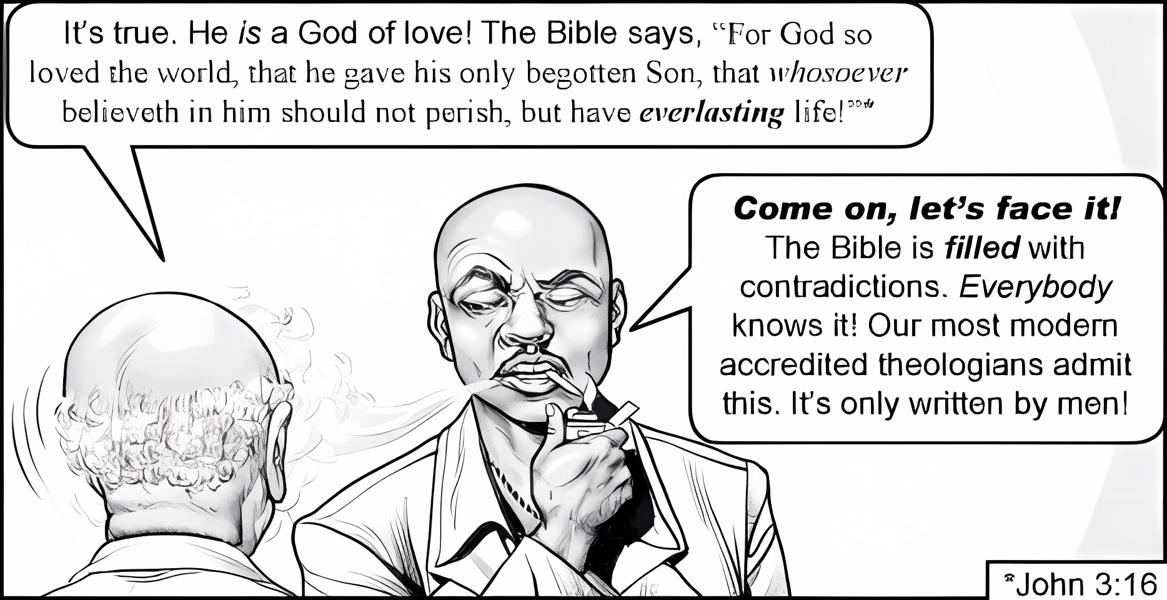 It's true. He is a God of love! The Bible says, “For God so
loved the world, that he gave his only begotten Son, that whosoever
believeth in him should not perish, but have everlasting life!”*
Come on, let's face it!
The Bible is filled with
contradictions. Everybody
knows it! Our most modern
accredited theologians admit
this. It's only written by men!
*John 3:16